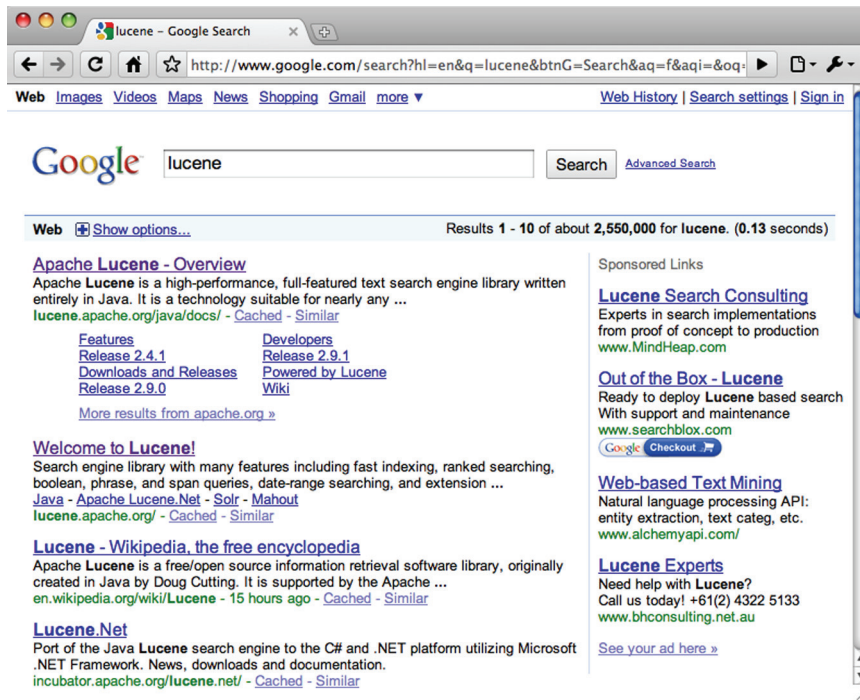 lucene – Google Search
http://www.google.com/search?hl=en&q=lucene&btnG=Search&aq=f&aqi=&oq=
Web Images Videos Maps News Shopping Gmail more ▼
Web History | Search settings | Sign in
Google lucene Search Advanced Search
Web Show options...
Results 1 - 10 of about 2,550,000 for lucene. (0.13 seconds)
Apache Lucene - Overview
Apache Lucene is a high-performance, full-featured text search engine library written
entirely in Java. It is a technology suitable for nearly any ...
lucene.apache.org/java/docs/ - Cached - Similar
Features Developers
Release 2.4.1 Release 2.9.1
Downloads and Releases Powered by Lucene
Release 2.9.0 Wiki
More results from apache.org »
Welcome to Lucene!
Search engine library with many features including fast indexing, ranked searching,
boolean, phrase, and span queries, date-range searching, and extension ...
Java - Apache Lucene.Net - Solr - Mahout
lucene.apache.org/ - Cached - Similar
Lucene - Wikipedia, the free encyclopedia
Apache Lucene is a free/open source information retrieval software library, originally
created in Java by Doug Cutting. It is supported by the Apache ...
en.wikipedia.org/wiki/Lucene - 15 hours ago - Cached - Similar
Lucene.Net
Port of the Java Lucene search engine to the C# and .NET platform utilizing Microsoft
.NET Framework. News, downloads and documentation.
incubator.apache.org/lucene.net/ - Cached - Similar
Sponsored Links
Lucene Search Consulting
Experts in search implementations
from proof of concept to production
www.MindHeap.com
Out of the Box - Lucene
Ready to deploy Lucene based search
With support and maintenance
www.searchblox.com
Google Checkout
Web-based Text Mining
Natural language processing API:
entity extraction, text categ, etc.
www.alchemyapi.com/
Lucene Experts
Need help with Lucene?
Call us today! +61(2) 4322 5133
www.bhconsulting.net.au
See your ad here »